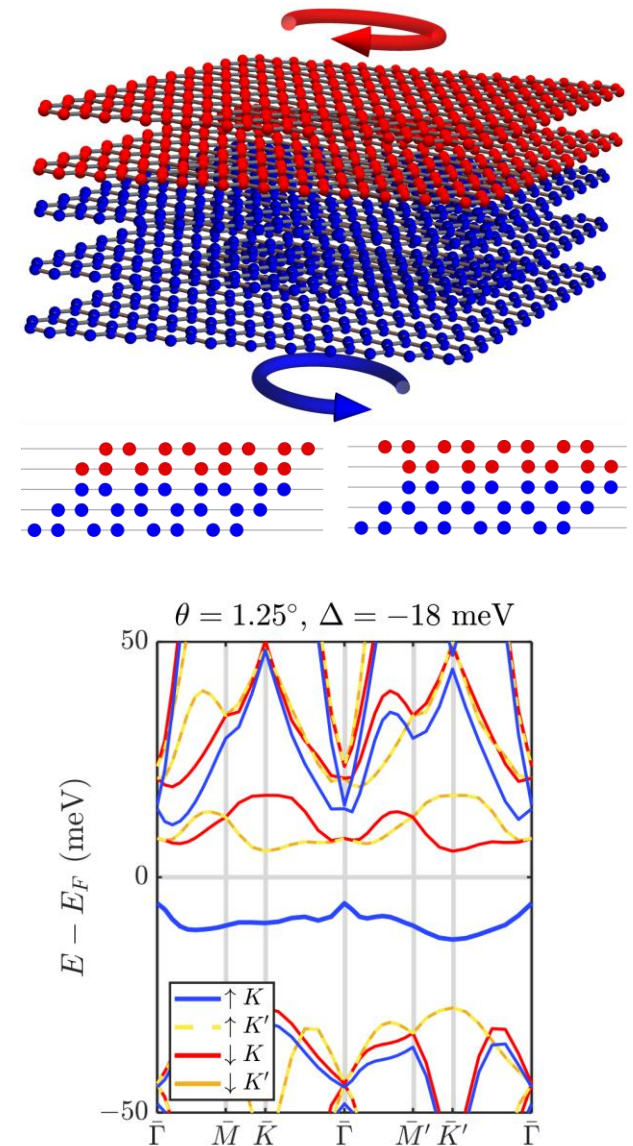 θ = 1.25°, Δ = −18 meV
50
0
−50
E − E_F (meV)
↑ K
↑ K′
↓ K
↓ K′
Γ̄ M̄ K̄ Γ̄ M̄′ K̄′ Γ̄